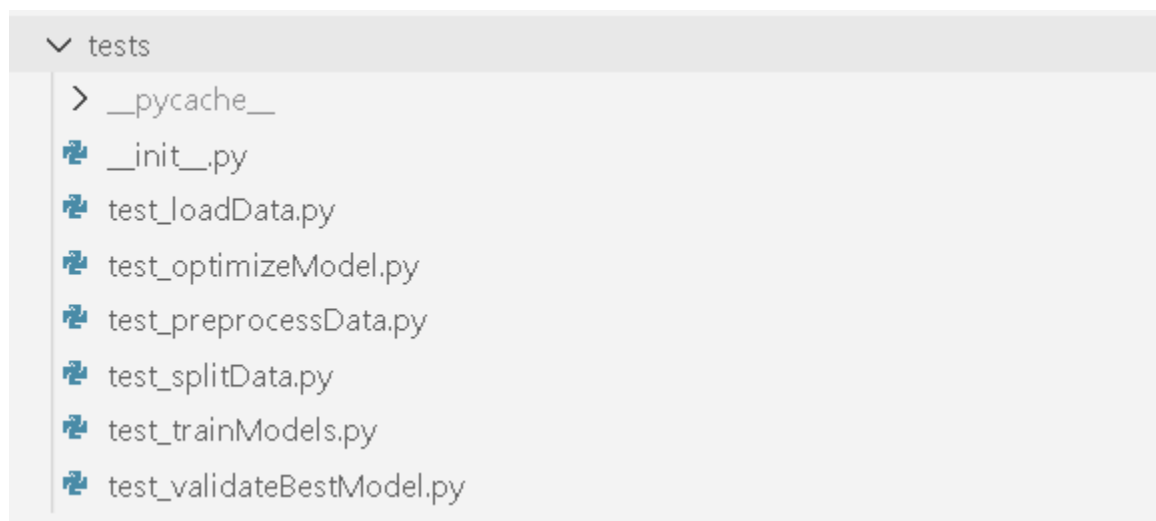 tests
__pycache__
__init__.py
test_loadData.py
test_optimizeModel.py
test_preprocessData.py
test_splitData.py
test_trainModels.py
test_validateBestModel.py